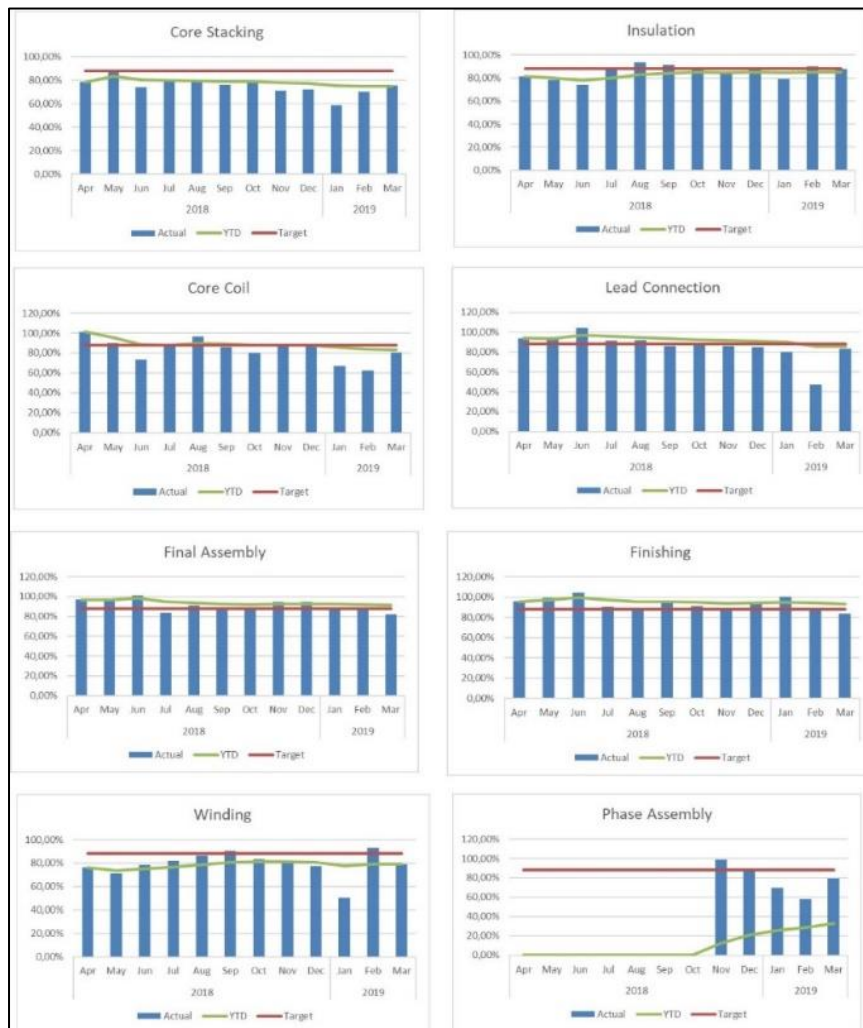 Core Stacking
100,00%
80,00%
60,00%
40,00%
20,00%
0,00%
Apr May Jun Jul Aug Sep Oct Nov Dec Jan Feb Mar
2018 2019
Actual YTD Target
Insulation
100,00%
80,00%
60,00%
40,00%
20,00%
0,00%
Apr May Jun Jul Aug Sep Oct Nov Dec Jan Feb Mar
2018 2019
Actual YTD Target
Core Coil
120,00%
100,00%
80,00%
60,00%
40,00%
20,00%
0,00%
Apr May Jun Jul Aug Sep Oct Nov Dec Jan Feb Mar
2018 2019
Actual YTD Target
Lead Connection
120,00%
100,00%
80,00%
60,00%
40,00%
20,00%
0,00%
Apr May Jun Jul Aug Sep Oct Nov Dec Jan Feb Mar
2018 2019
Actual YTD Target
Final Assembly
120,00%
100,00%
80,00%
60,00%
40,00%
20,00%
0,00%
Apr May Jun Jul Aug Sep Oct Nov Dec Jan Feb Mar
2018 2019
Actual YTD Target
Finishing
120,00%
100,00%
80,00%
60,00%
40,00%
20,00%
0,00%
Apr May Jun Jul Aug Sep Oct Nov Dec Jan Feb Mar
2018 2019
Actual YTD Target
Winding
100,00%
80,00%
60,00%
40,00%
20,00%
0,00%
Apr May Jun Jul Aug Sep Oct Nov Dec Jan Feb Mar
2018 2019
Actual YTD Target
Phase Assembly
120,00%
100,00%
80,00%
60,00%
40,00%
20,00%
0,00%
Apr May Jun Jul Aug Sep Oct Nov Dec Jan Feb Mar
2018 2019
Actual YTD Target